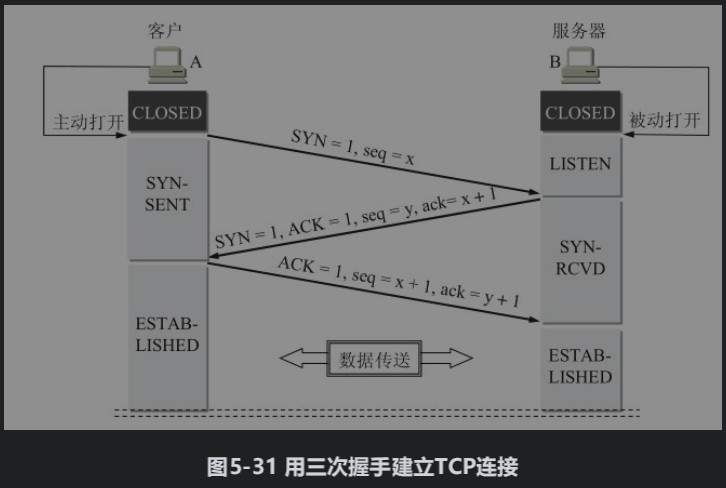 客户
服务器
A
B
主动打开
CLOSED
CLOSED
被动打开
SYN = 1, seq = x
LISTEN
SYN-
SENT
SYN = 1, ACK = 1, seq = y, ack= x + 1
SYN-
RCVD
ACK = 1, seq = x + 1, ack = y + 1
ESTAB-
LISHED
数据传送
ESTAB-
LISHED
图5-31 用三次握手建立TCP连接